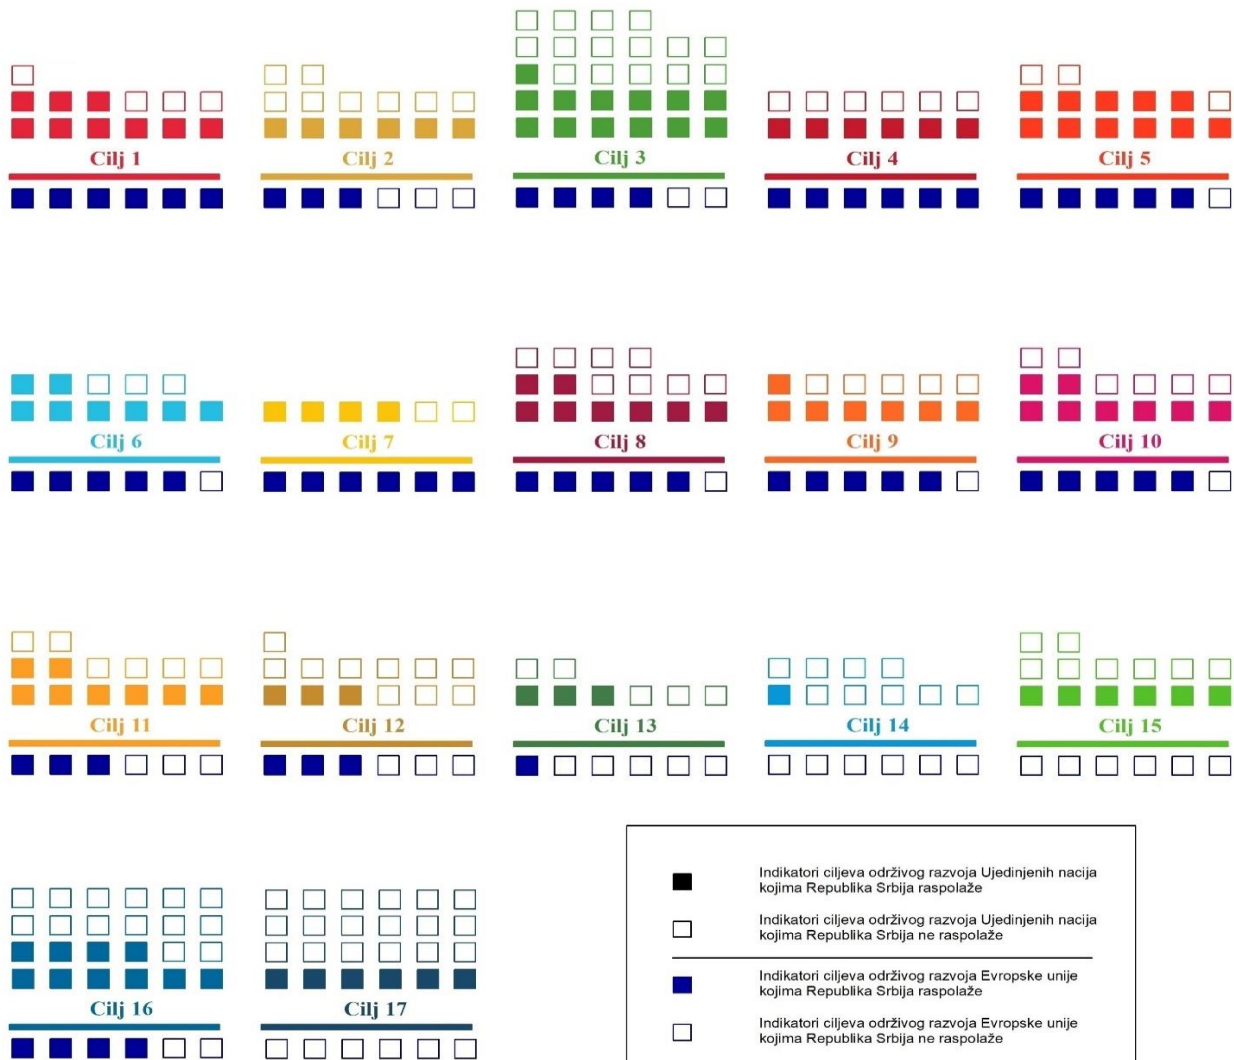 Cilj 1
Cilj 2
Cilj 3
Cilj 4
Cilj 5
Cilj 6
Cilj 7
Cilj 8
Cilj 9
Cilj 10
Cilj 11
Cilj 12
Cilj 13
Cilj 14
Cilj 15
Cilj 16
Cilj 17
Indikatori ciljeva održivog razvoja Ujedinjenih nacija
kojima Republika Srbija raspolaže
Indikatori ciljeva održivog razvoja Ujedinjenih nacija
kojima Republika Srbija ne raspolaže
Indikatori ciljeva održivog razvoja Evropske unije
kojima Republika Srbija raspolaže
Indikatori ciljeva održivog razvoja Evropske unije
kojima Republika Srbija ne raspolaže